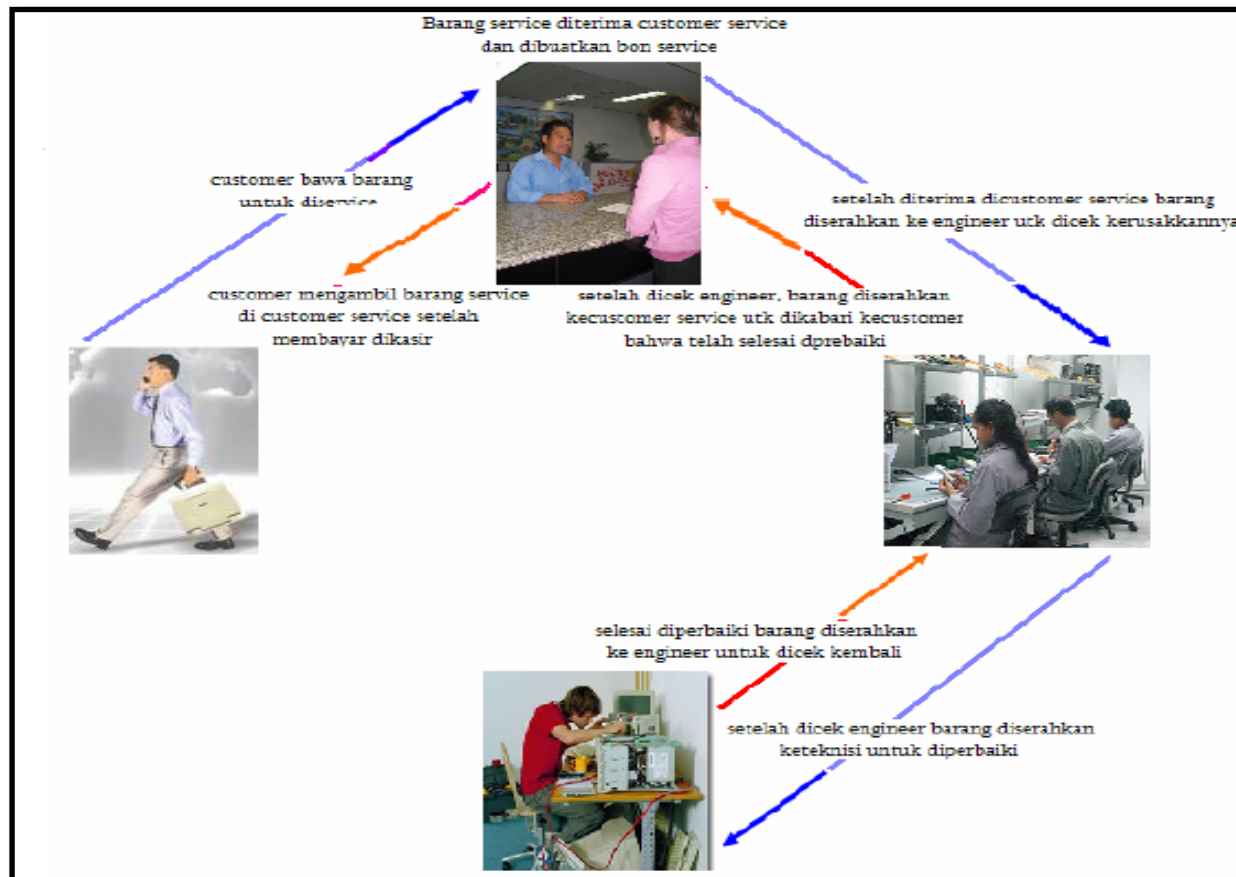 Barang service diterima customer service
dan dibuatkan bon service
customer bawa barang
untuk diservice
setelah diterima dicustomer service barang
diserahkan ke engineer utk dicek kerusakkannya
customer mengambil barang service
di customer service setelah
membayar dikasir
setelah dicek engineer, barang diserahkan
kecustomer service utk dikabari kecustomer
bahwa telah selesai dprebaiki
selesai diperbaiki barang diserahkan
ke engineer untuk dicek kembali
setelah dicek engineer barang diserahkan
keteknisi untuk diperbaiki